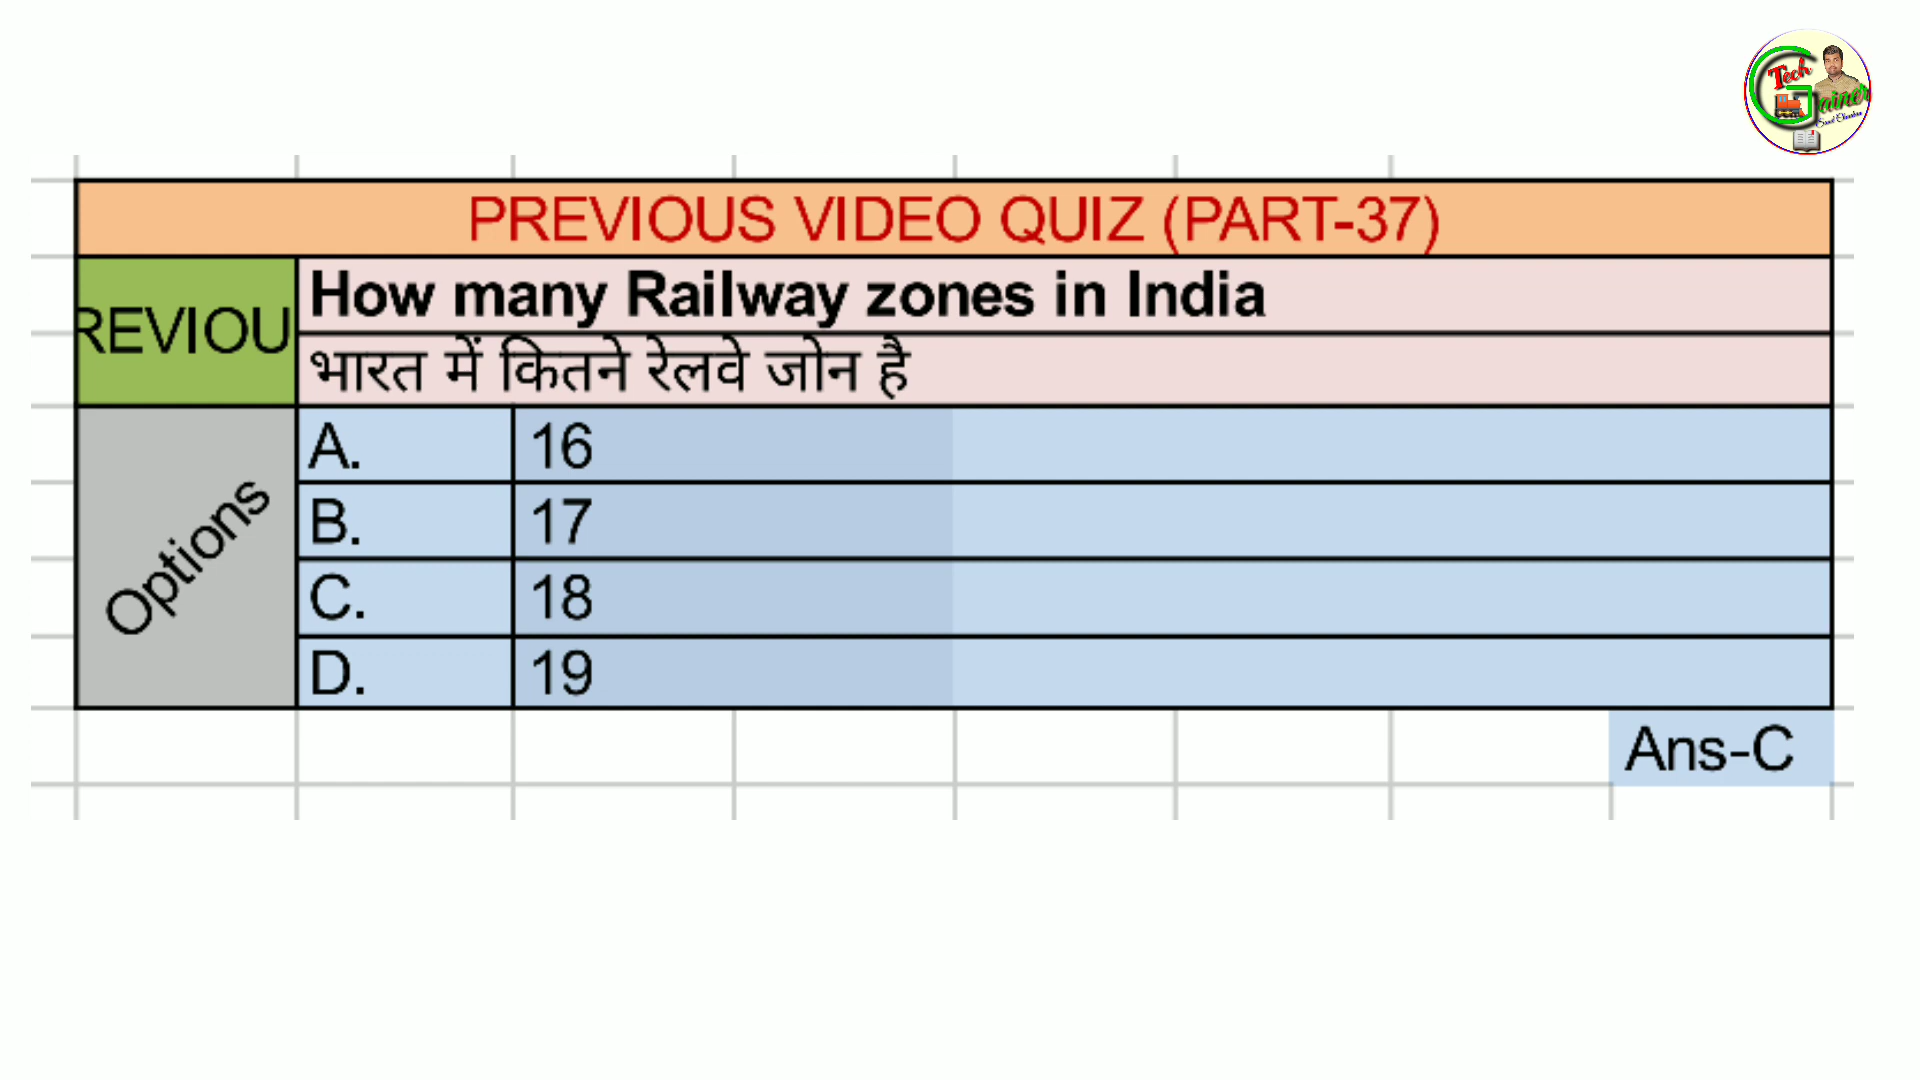 Tech
Gainer
PREVIOUS VIDEO QUIZ (PART-37)
REVIOU
How many Railway zones in India
भारत में कितने रेलवे जोन है
Options
A. 16
B. 17
C. 18
D. 19
Ans-C